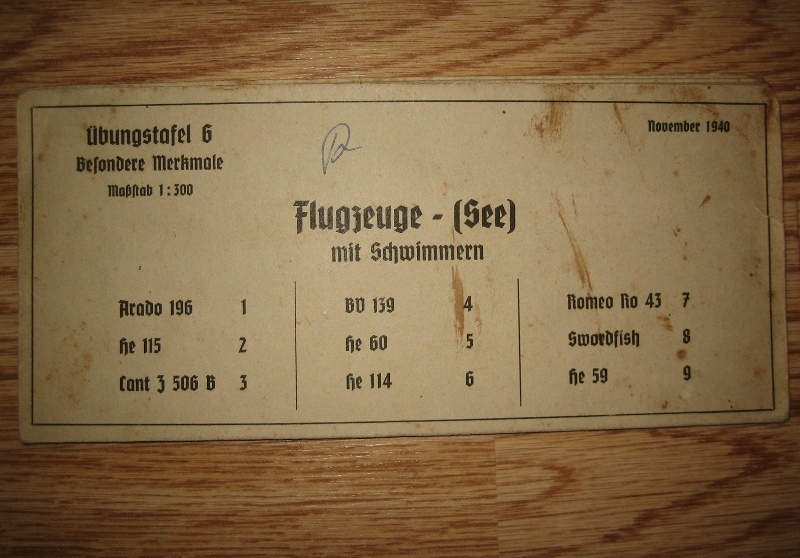 Übungstafel 6
Besondere Merkmale
Maßstab 1:300
November 1940
Flugzeuge - (See)
mit Schwimmern
Arado 196 1
He 115 2
Cant Z 506 B 3
BV 139 4
He 60 5
He 114 6
Romeo Ro 43 7
Swordfish 8
He 59 9